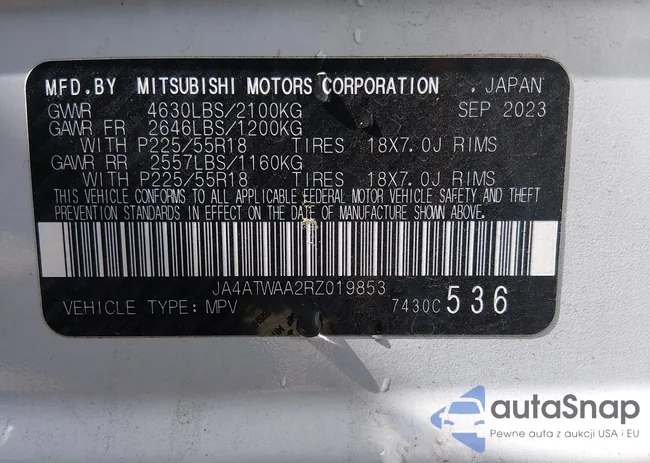 MFD.BY MITSUBISHI MOTORS CORPORATION , JAPAN
GVWR 4630LBS/2100KG SEP 2023
GAWR FR 2646LBS/1200KG
WITH P225/55R18 TIRES 18X7.0J RIMS
GAWR RR 2557LBS/1160KG
WITH P225/55R18 TIRES 18X7.0J RIMS
THIS VEHICLE CONFORMS TO ALL APPLICABLE FEDERAL MOTOR VEHICLE SAFETY AND THEFT
PREVENTION STANDARDS IN EFFECT ON THE DATE OF MANUFACTURE SHOWN ABOVE.
JA4ATWAA2RZ019853
VEHICLE TYPE: MPV 7430C 536
autoSnap
Pewne auta z aukcji USA i EU